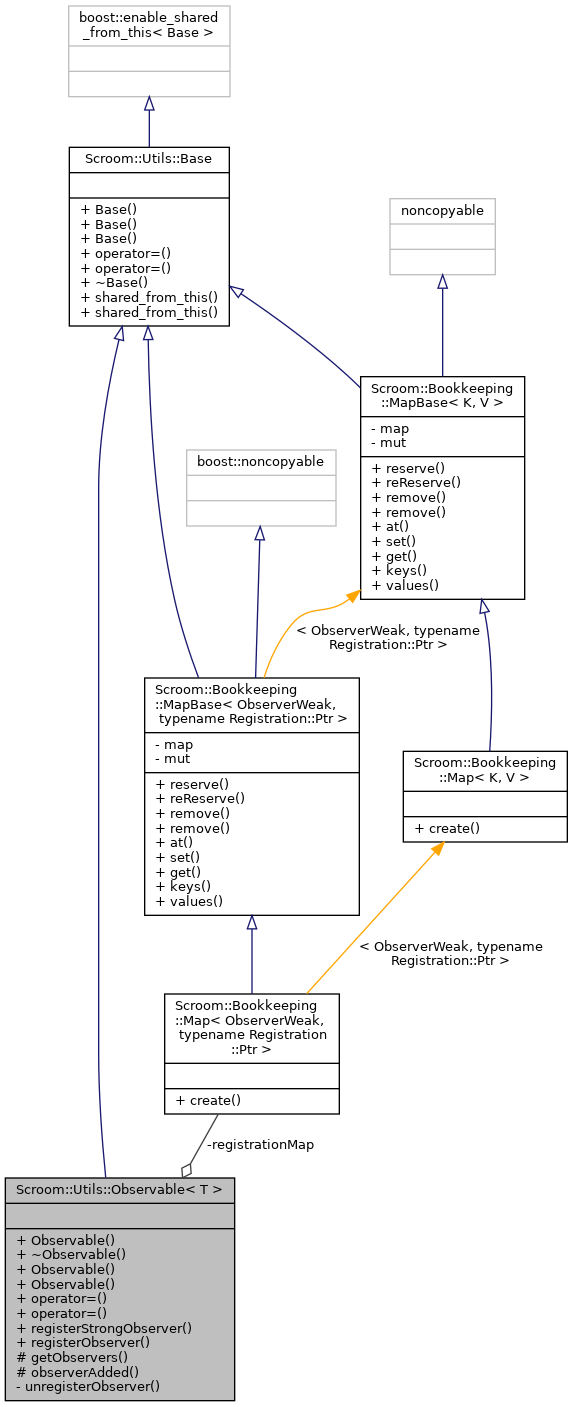 boost::enable_shared
_from_this< Base >
Scroom::Utils::Base
+ Base()
+ Base()
+ Base()
+ operator=()
+ operator=()
+ ~Base()
+ shared_from_this()
+ shared_from_this()
noncopyable
Scroom::Bookkeeping
::MapBase< K, V >
- map
- mut
+ reserve()
+ reReserve()
+ remove()
+ remove()
+ at()
+ set()
+ get()
+ keys()
+ values()
boost::noncopyable
< ObserverWeak, typename
Registration::Ptr >
Scroom::Bookkeeping
::MapBase< ObserverWeak,
typename Registration::Ptr >
- map
- mut
+ reserve()
+ reReserve()
+ remove()
+ remove()
+ at()
+ set()
+ get()
+ keys()
+ values()
Scroom::Bookkeeping
::Map< K, V >
+ create()
< ObserverWeak, typename
Registration::Ptr >
Scroom::Bookkeeping
::Map< ObserverWeak,
typename Registration
::Ptr >
+ create()
-registrationMap
Scroom::Utils::Observable< T >
+ Observable()
+ ~Observable()
+ Observable()
+ Observable()
+ operator=()
+ operator=()
+ registerStrongObserver()
+ registerObserver()
# getObservers()
# observerAdded()
- unregisterObserver()